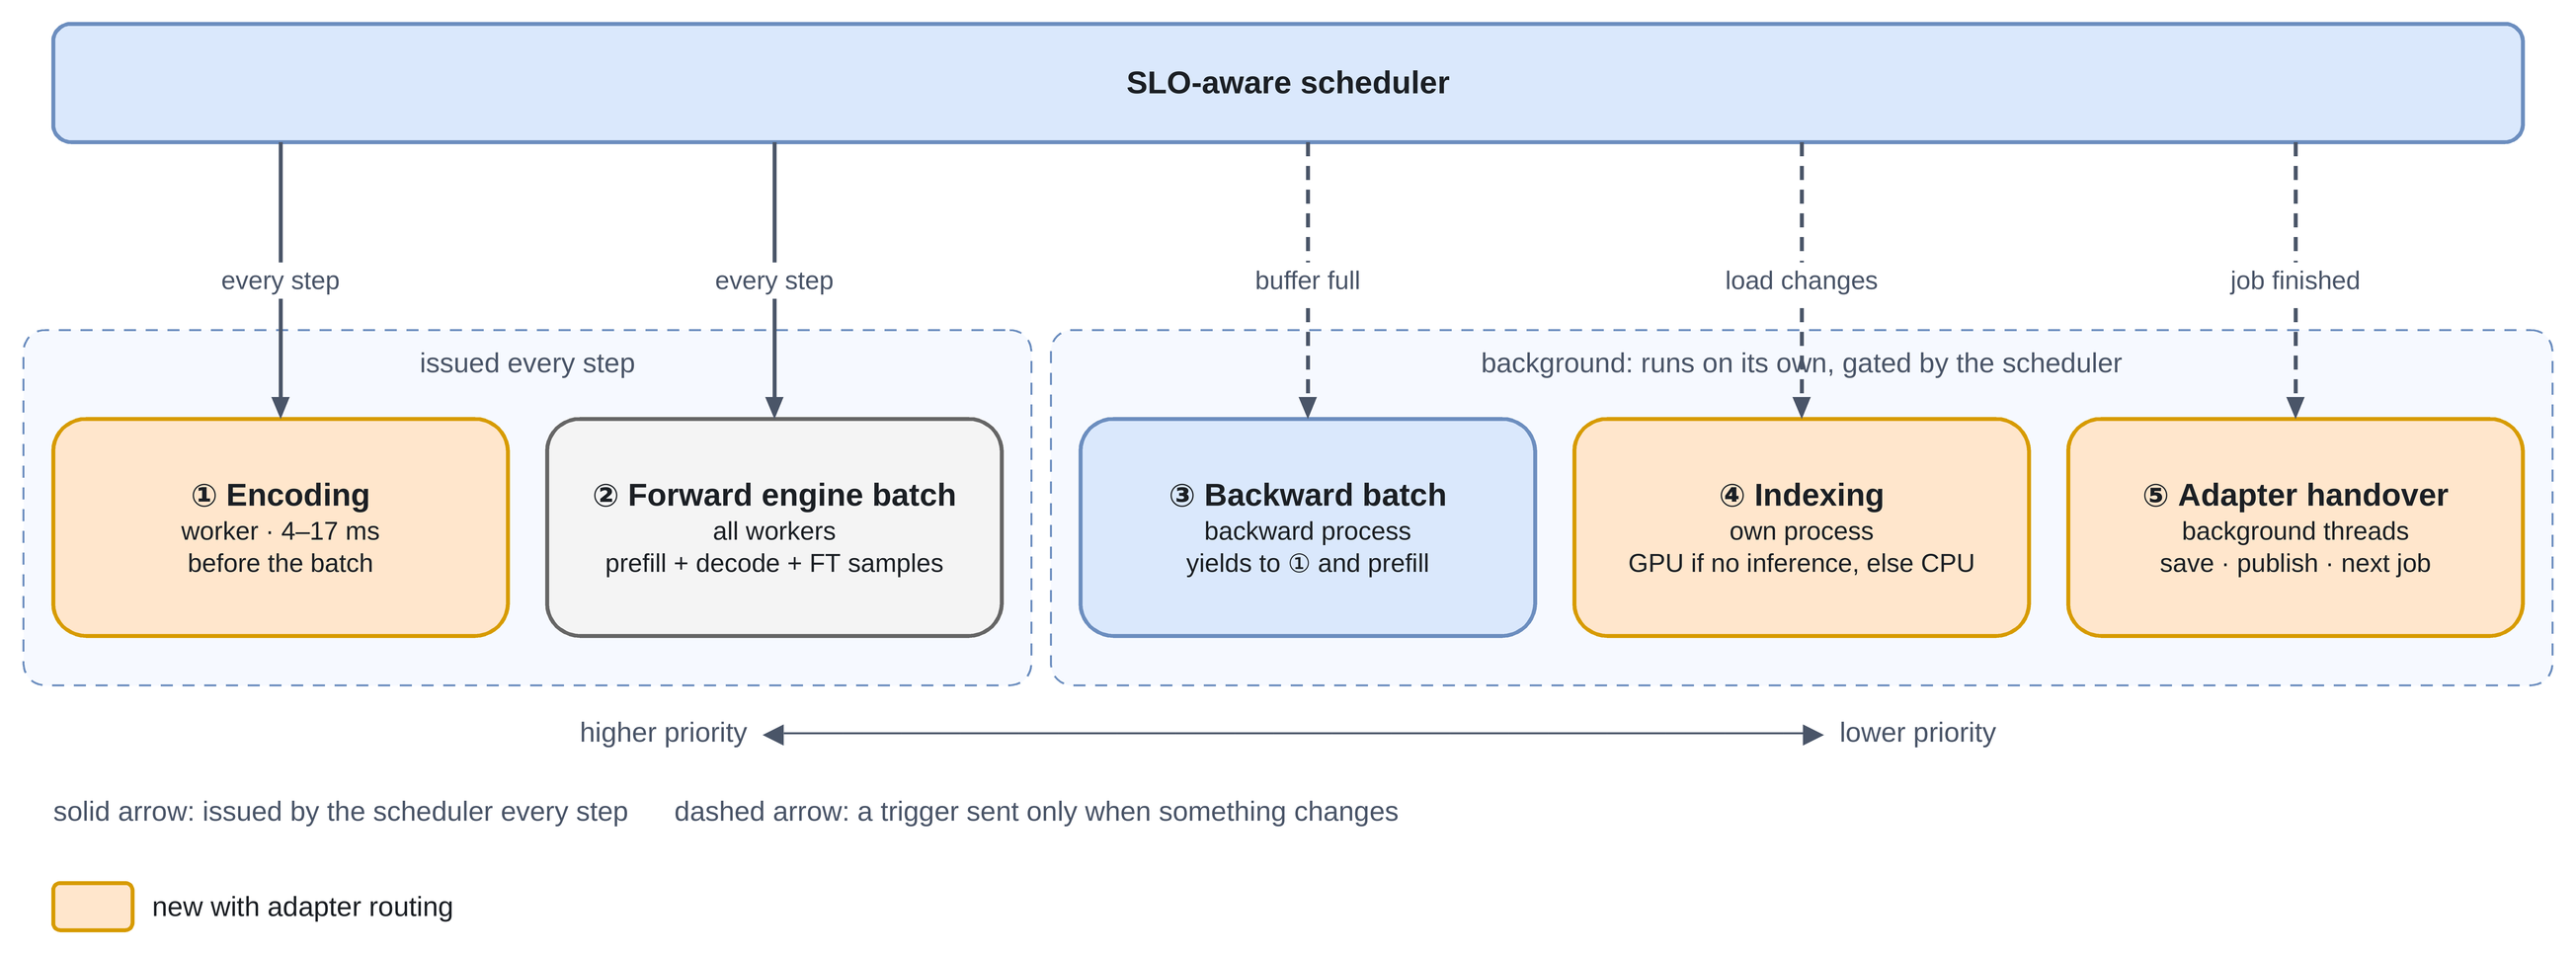 SLO-aware scheduler
every step
every step
buffer full
load changes
job finished
issued every step
background: runs on its own, gated by the scheduler
① Encoding
worker · 4–17 ms
before the batch
② Forward engine batch
all workers
prefill + decode + FT samples
③ Backward batch
backward process
yields to ① and prefill
④ Indexing
own process
GPU if no inference, else CPU
⑤ Adapter handover
background threads
save · publish · next job
higher priority
lower priority
solid arrow: issued by the scheduler every step
dashed arrow: a trigger sent only when something changes
new with adapter routing